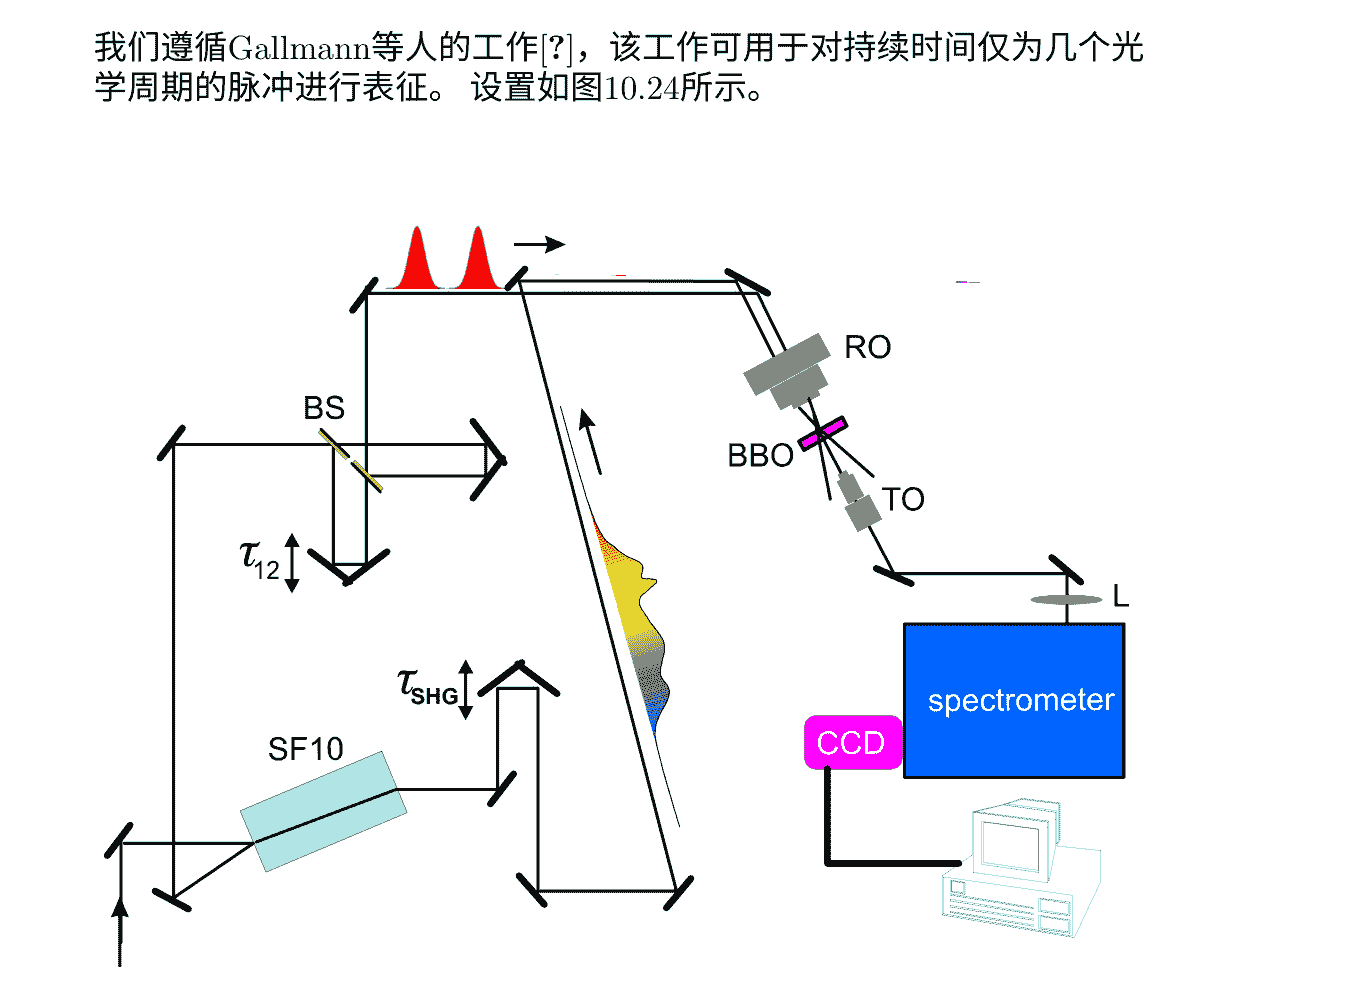 我们遵循Gallmann等人的工作[?]，该工作可用于对持续时间仅为几个光
学周期的脉冲进行表征。 设置如图10.24所示。
RO
BS
BBO
TO
τ12
L
τSHG
spectrometer
SF10
CCD